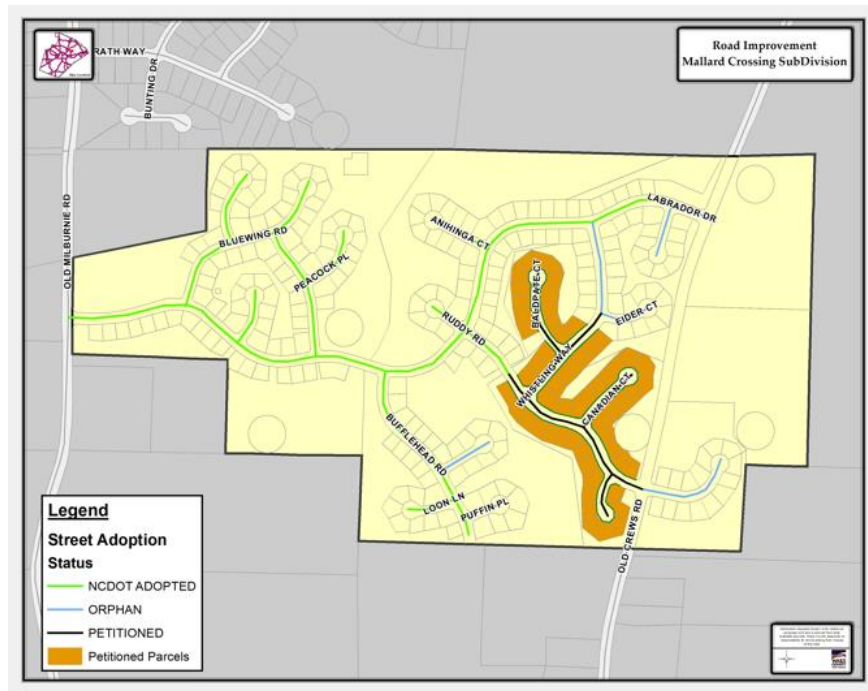 Road Improvement
Mallard Crossing SubDivision
RATH WAY
BUNTING DR
OLD MILBURNIE RD
BLUEWING RD
PEACOCK PL
ANIHINGA CT
LABRADOR DR
BALDPATE CT
EIDER CT
RUDDY RD
WHISTLING WAY
CANADIAN CT
BUFFLEHEAD RD
LOON LN
PUFFIN PL
OLD CREWS RD
Legend
Street Adoption
Status
NCDOT ADOPTED
ORPHAN
PETITIONED
Petitioned Parcels